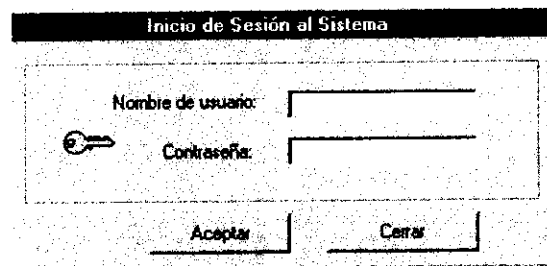 Inicio de Sesión al Sistema
Nombre de usuario:
Contraseña:
Aceptar
Cerrar